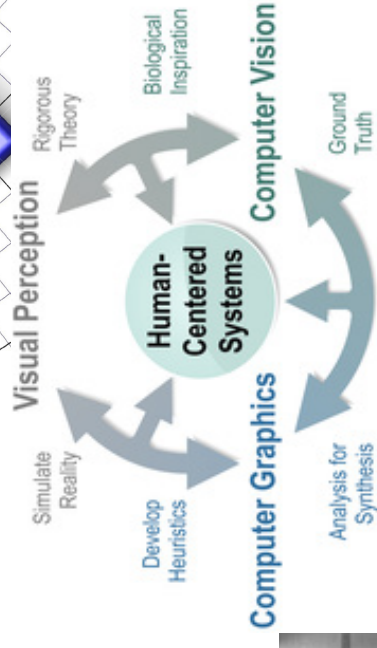 Visual Perception
Simulate
Reality
Rigorous
Theory
Develop
Heuristics
Biological
Inspiration
Human-
Centered
Systems
Computer Graphics
Computer Vision
Analysis for
Synthesis
Ground
Truth